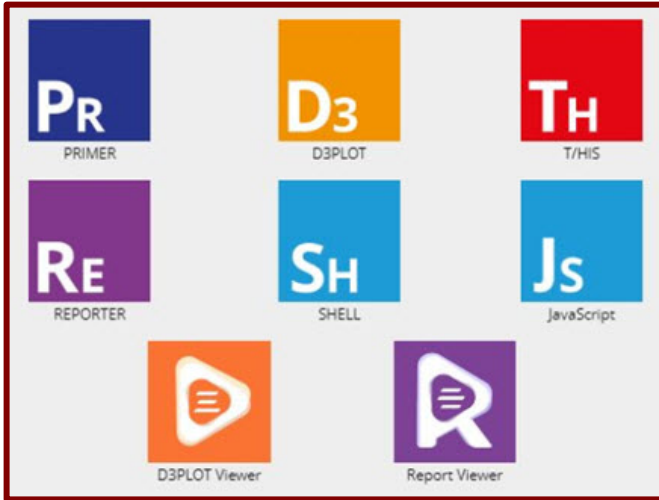 PR
D3
TH
PRIMER
D3PLOT
T/HIS
RE
SH
JS
REPORTER
SHELL
JavaScript
D3PLOT Viewer
Report Viewer